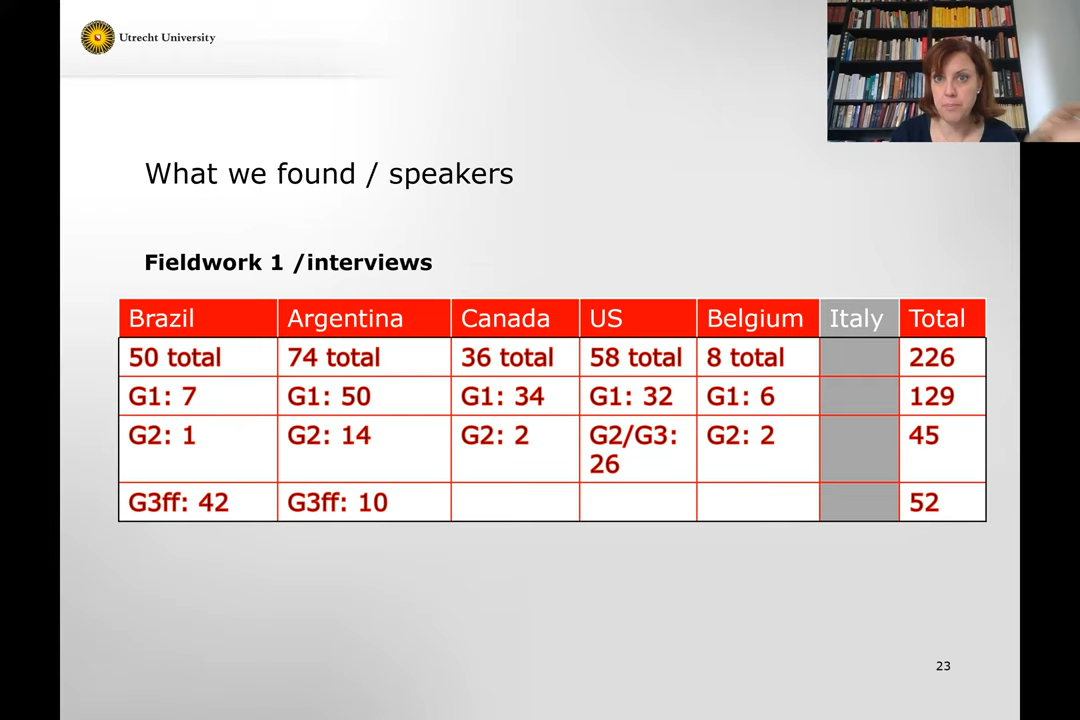 Utrecht University
What we found / speakers
Fieldwork 1 /interviews
Brazil Argentina Canada US Belgium Italy Total
50 total 74 total 36 total 58 total 8 total 226
G1: 7 G1: 50 G1: 34 G1: 32 G1: 6 129
G2: 1 G2: 14 G2: 2 G2/G3: G2: 2 45
26
G3ff: 42 G3ff: 10 52
23